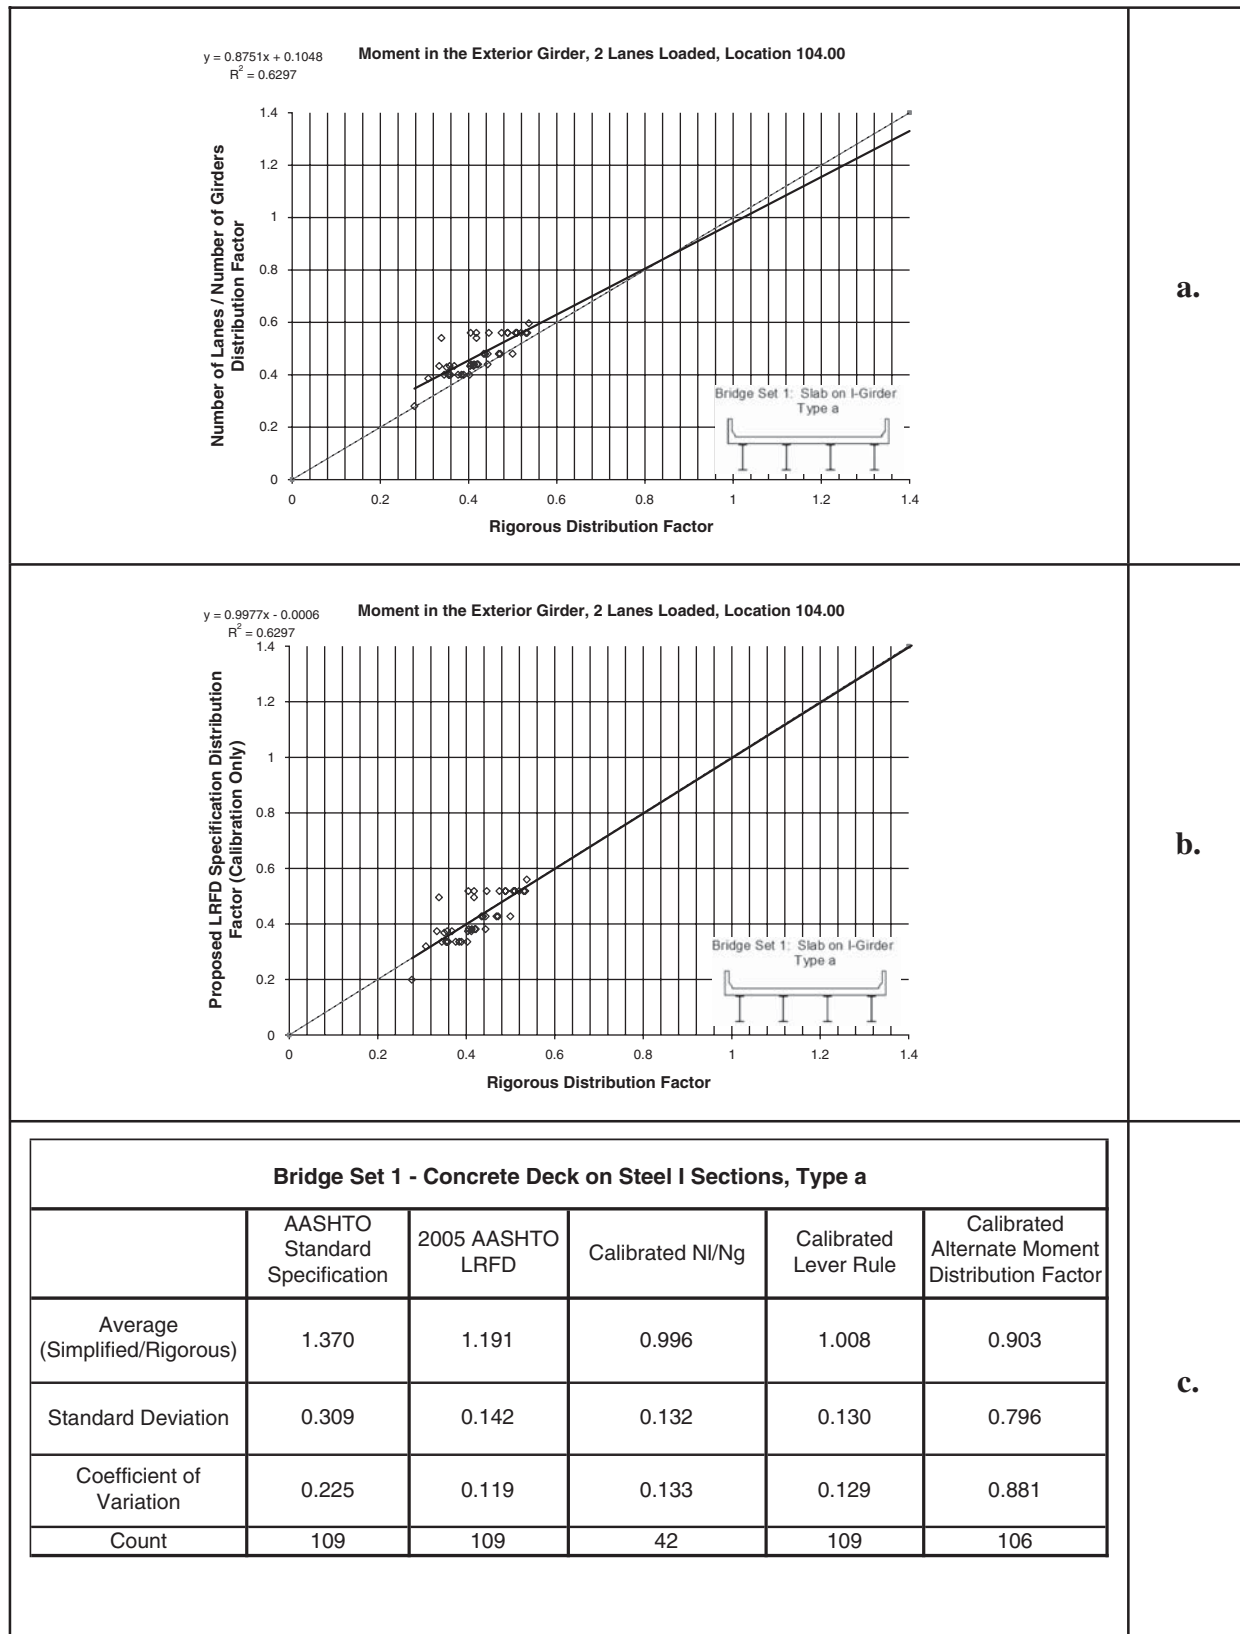 y = 0.8751x + 0.1048
R2 = 0.6297
Moment in the Exterior Girder, 2 Lanes Loaded, Location 104.00
Number of Lanes / Number of Girders
Distribution Factor
1.4
1.2
1
0.8
0.6
0.4
0.2
0
0 0.2 0.4 0.6 0.8 1 1.2 1.4
Rigorous Distribution Factor
Bridge Set 1: Slab on I-Girder
Type a
a.
y = 0.9977x - 0.0006
R2 = 0.6297
Moment in the Exterior Girder, 2 Lanes Loaded, Location 104.00
Proposed LRFD Specification Distribution
Factor (Calibration Only)
1.4
1.2
1
0.8
0.6
0.4
0.2
0
0 0.2 0.4 0.6 0.8 1 1.2 1.4
Rigorous Distribution Factor
Bridge Set 1: Slab on I-Girder
Type a
b.
Bridge Set 1 - Concrete Deck on Steel I Sections, Type a
AASHTO
Standard
Specification
2005 AASHTO
LRFD
Calibrated Nl/Ng
Calibrated
Lever Rule
Calibrated
Alternate Moment
Distribution Factor
Average
(Simplified/Rigorous)
1.370 1.191 0.996 1.008 0.903
Standard Deviation 0.309 0.142 0.132 0.130 0.796
Coefficient of
Variation
0.225 0.119 0.133 0.129 0.881
Count 109 109 42 109 106
c.